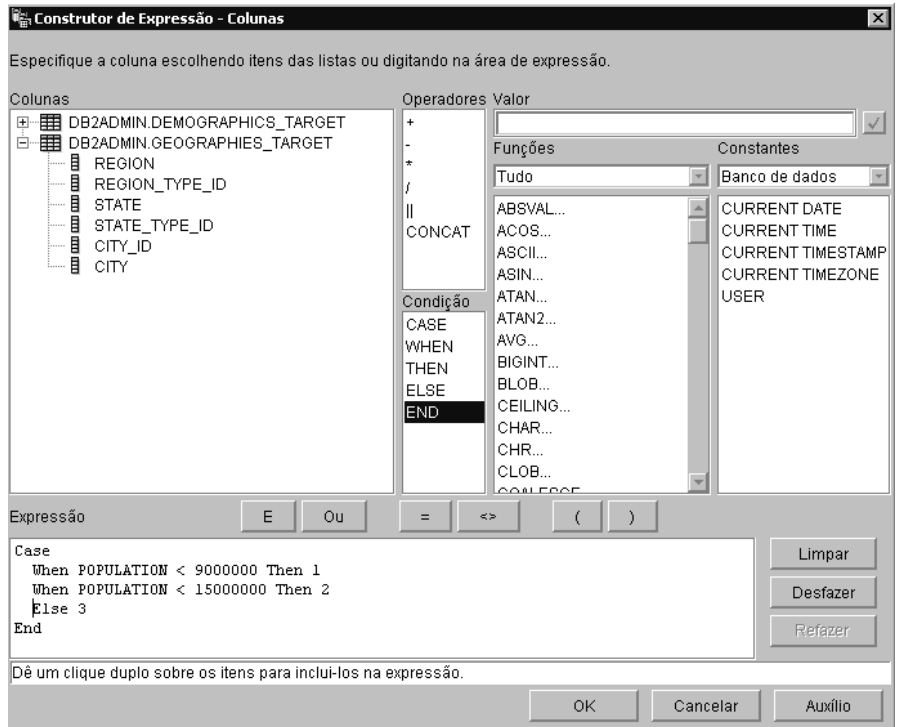 Construtor de Expressão - Colunas
Especifique a coluna escolhendo itens das listas ou digitando na área de expressão.
Colunas
DB2ADMIN.DEMOGRAPHICS_TARGET
DB2ADMIN.GEOGRAPHIES_TARGET
REGION
REGION_TYPE_ID
STATE
STATE_TYPE_ID
CITY_ID
CITY
Operadores
+
-
*
/
||
CONCAT
Condição
CASE
WHEN
THEN
ELSE
END
Valor
Funções
Tudo
ABSVAL...
ACOS...
ASCII...
ASIN...
ATAN...
ATAN2...
AVG...
BIGINT...
BLOB...
CEILING...
CHAR...
CHR...
CLOB...
COALESCE
Constantes
Banco de dados
CURRENT DATE
CURRENT TIME
CURRENT TIMESTAMP
CURRENT TIMEZONE
USER
Expressão
E
Ou
=
<>
(
)
Case
When POPULATION < 9000000 Then 1
When POPULATION < 15000000 Then 2
Else 3
End
Limpar
Desfazer
Refazer
Dê um clique duplo sobre os itens para incluí-los na expressão.
OK
Cancelar
Auxílio